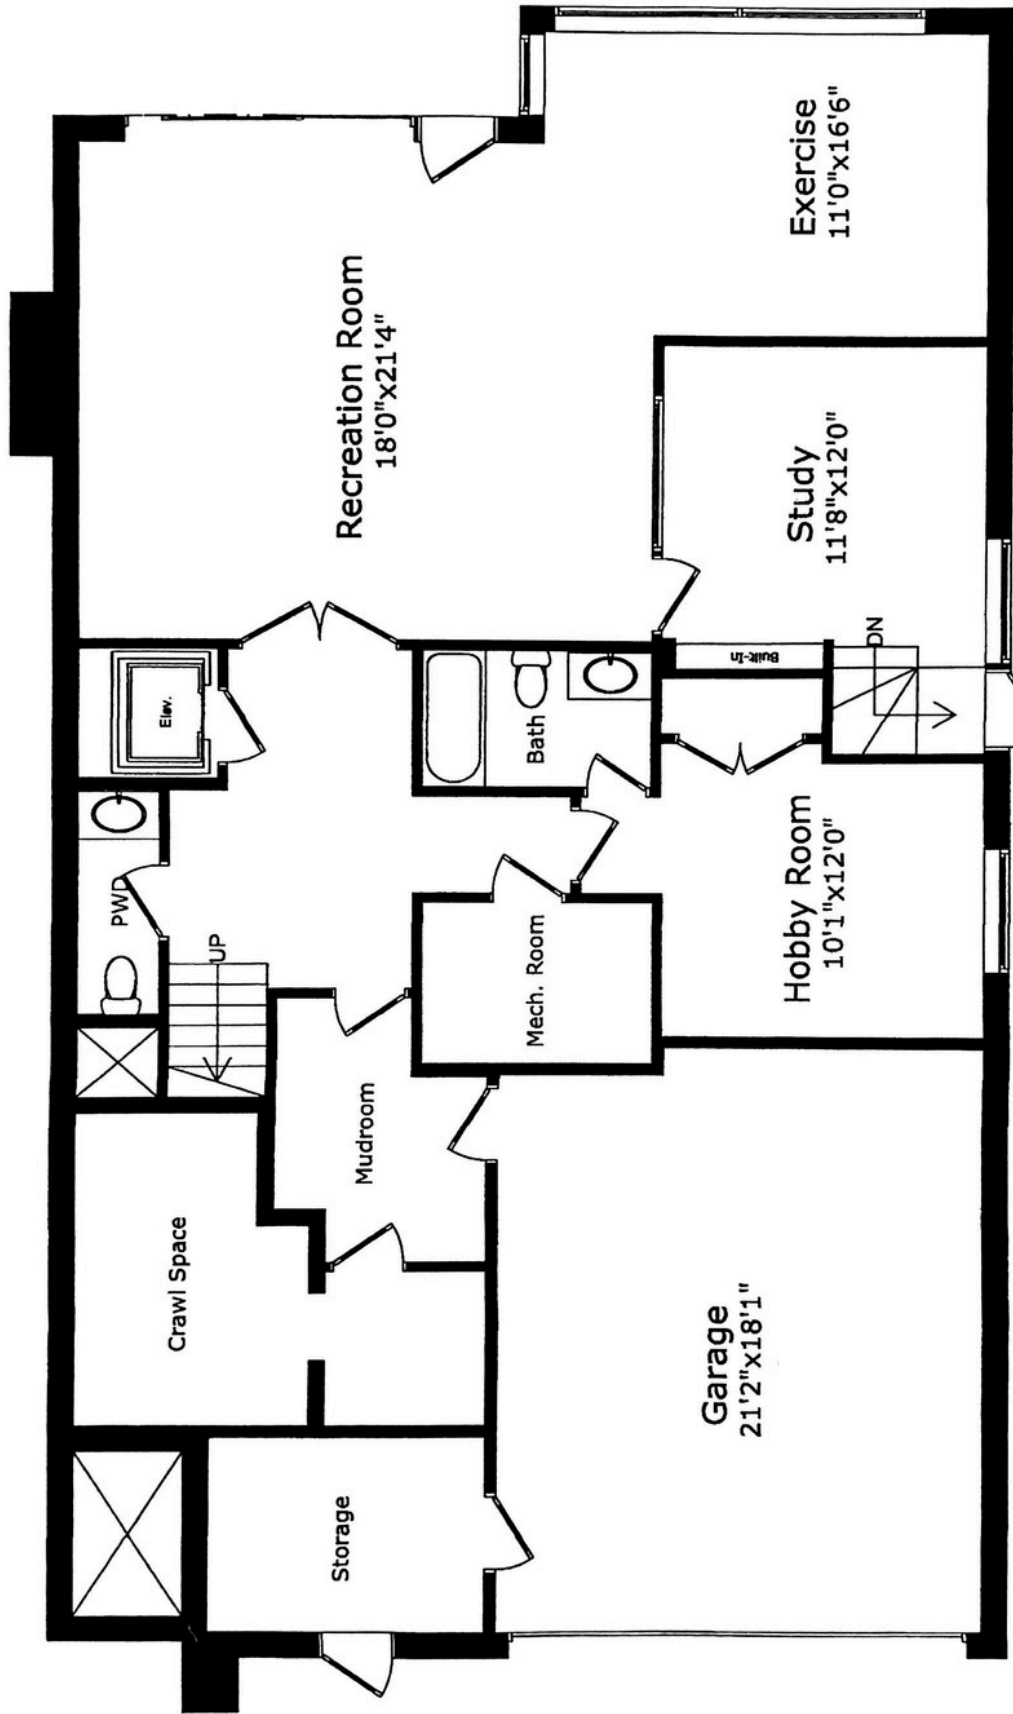 Elev.
PWD
UP
Crawl Space
Storage
Mudroom
Recreation Room
18'0"x21'4"
Bath
Mech. Room
Built-In
Exercise
11'0"x16'6"
Study
11'8"x12'0"
DN
Hobby Room
10'1"x12'0"
Garage
21'2"x18'1"